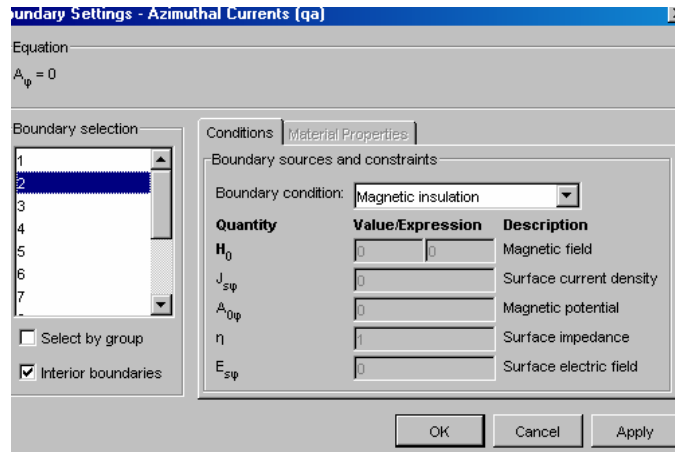 oundary Settings - Azimuthal Currents (qa)
Equation
Aφ = 0
Boundary selection
1
2
3
4
5
6
7
Select by group
Interior boundaries
Conditions Material Properties
Boundary sources and constraints
Boundary condition: Magnetic insulation
Quantity Value/Expression Description
H0 0 0 Magnetic field
Jsφ 0 Surface current density
A0φ 0 Magnetic potential
η 1 Surface impedance
Esφ 0 Surface electric field
OK Cancel Apply